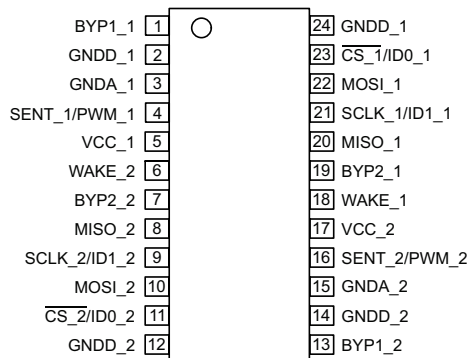 BYP1_1 1 24 GNDD_1
GNDD_1 2 23 CS_1/ID0_1
GNDA_1 3 22 MOSI_1
SENT_1/PWM_1 4 21 SCLK_1/ID1_1
VCC_1 5 20 MISO_1
WAKE_2 6 19 BYP2_1
BYP2_2 7 18 WAKE_1
MISO_2 8 17 VCC_2
SCLK_2/ID1_2 9 16 SENT_2/PWM_2
MOSI_2 10 15 GNDA_2
CS_2/ID0_2 11 14 GNDD_2
GNDD_2 12 13 BYP1_2